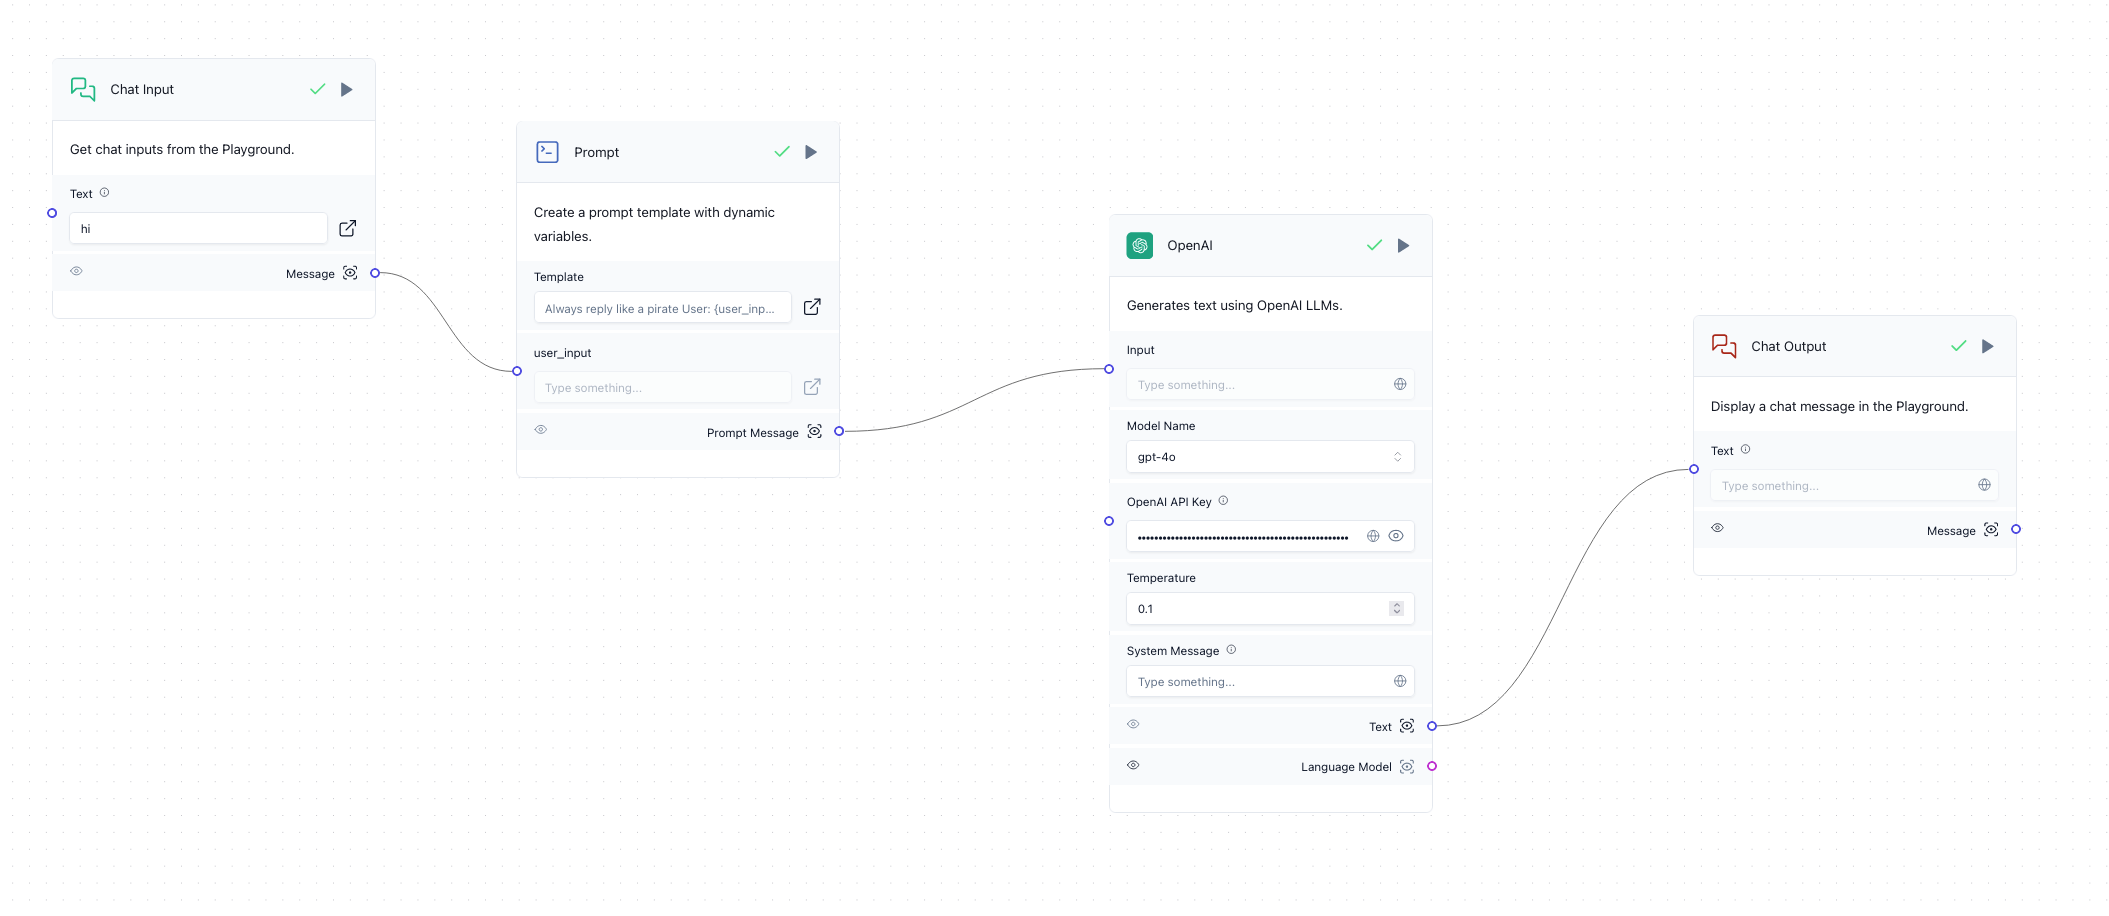 Chat Input
Get chat inputs from the Playground.
Text
hi
Message
Prompt
Create a prompt template with dynamic
variables.
Template
Always reply like a pirate User: {user_inp...
user_input
Type something...
Prompt Message
OpenAI
Generates text using OpenAI LLMs.
Input
Type something...
Model Name
gpt-4o
OpenAI API Key
Temperature
0.1
System Message
Type something...
Text
Language Model
Chat Output
Display a chat message in the Playground.
Text
Type something...
Message